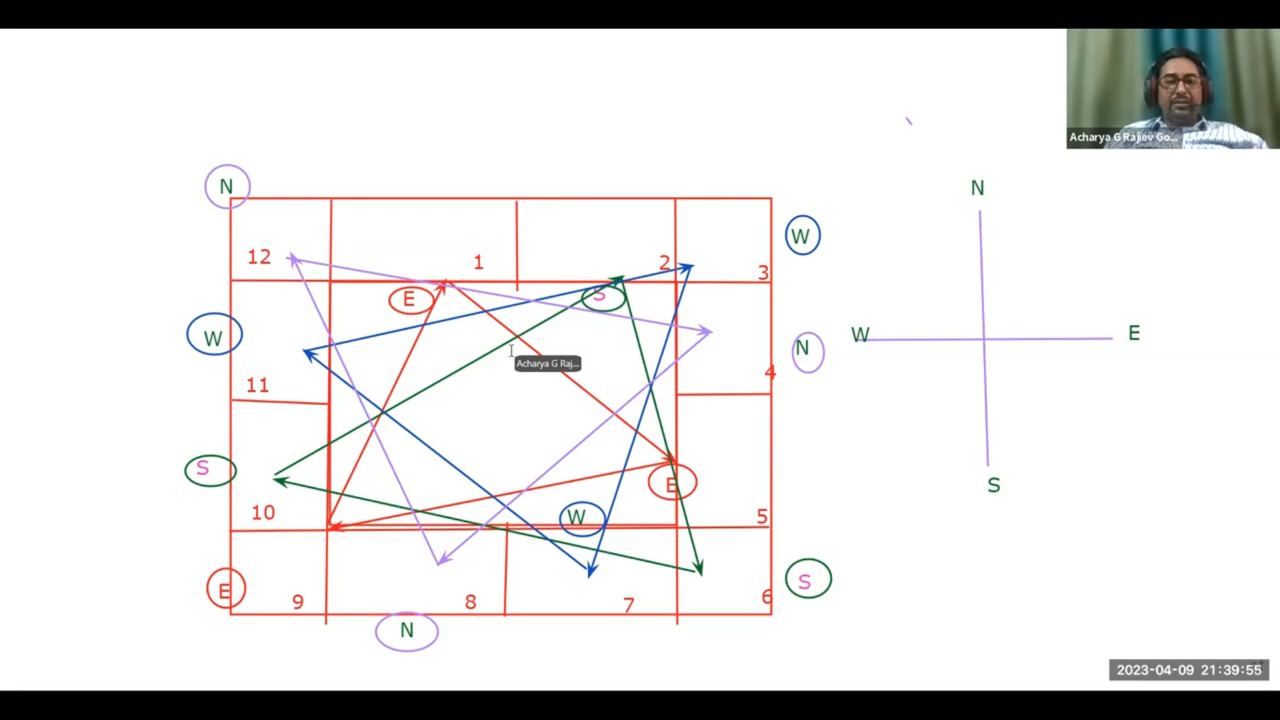 Acharya G Rajiev Go...
N
N
W
12
1
2
3
E
S
W
N
W
E
Acharya G Raj...
11
4
S
E
S
10
W
5
E
9
8
7
6
S
N
2023-04-09 21:39:55